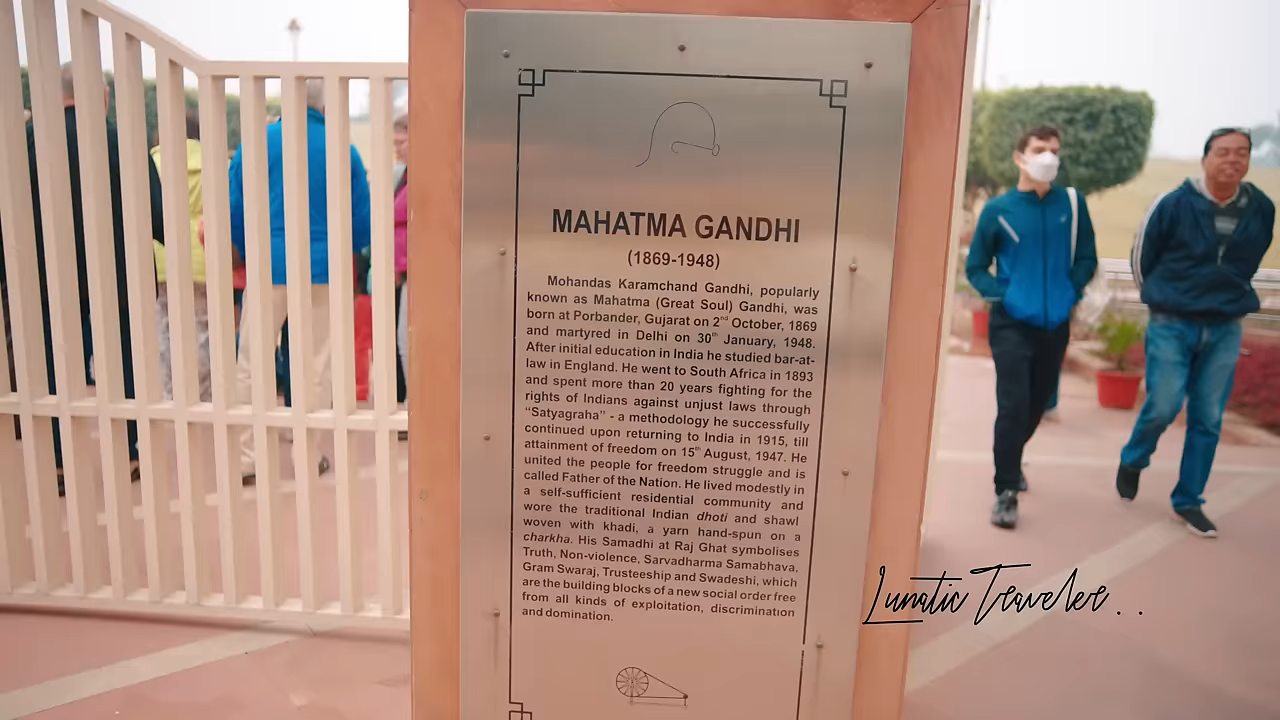 MAHATMA GANDHI
(1869-1948)
Mohandas Karamchand Gandhi, popularly
known as Mahatma (Great Soul) Gandhi, was
born at Porbander, Gujarat on 2nd October, 1869
and martyred in Delhi on 30th January, 1948.
After initial education in India he studied bar-at-
law in England. He went to South Africa in 1893
and spent more than 20 years fighting for the
rights of Indians against unjust laws through
“Satyagraha” - a methodology he successfully
continued upon returning to India in 1915, till
attainment of freedom on 15th August, 1947. He
united the people for freedom struggle and is
called Father of the Nation. He lived modestly in
a self-sufficient residential community and
wore the traditional Indian dhoti and shawl
woven with khadi, a yarn hand-spun on a
charkha. His Samadhi at Raj Ghat symbolises
Truth, Non-violence, Sarvadharma Samabhava,
Gram Swaraj, Trusteeship and Swadeshi, which
are the building blocks of a new social order free
from all kinds of exploitation, discrimination
and domination.
Lunatic Traveler..